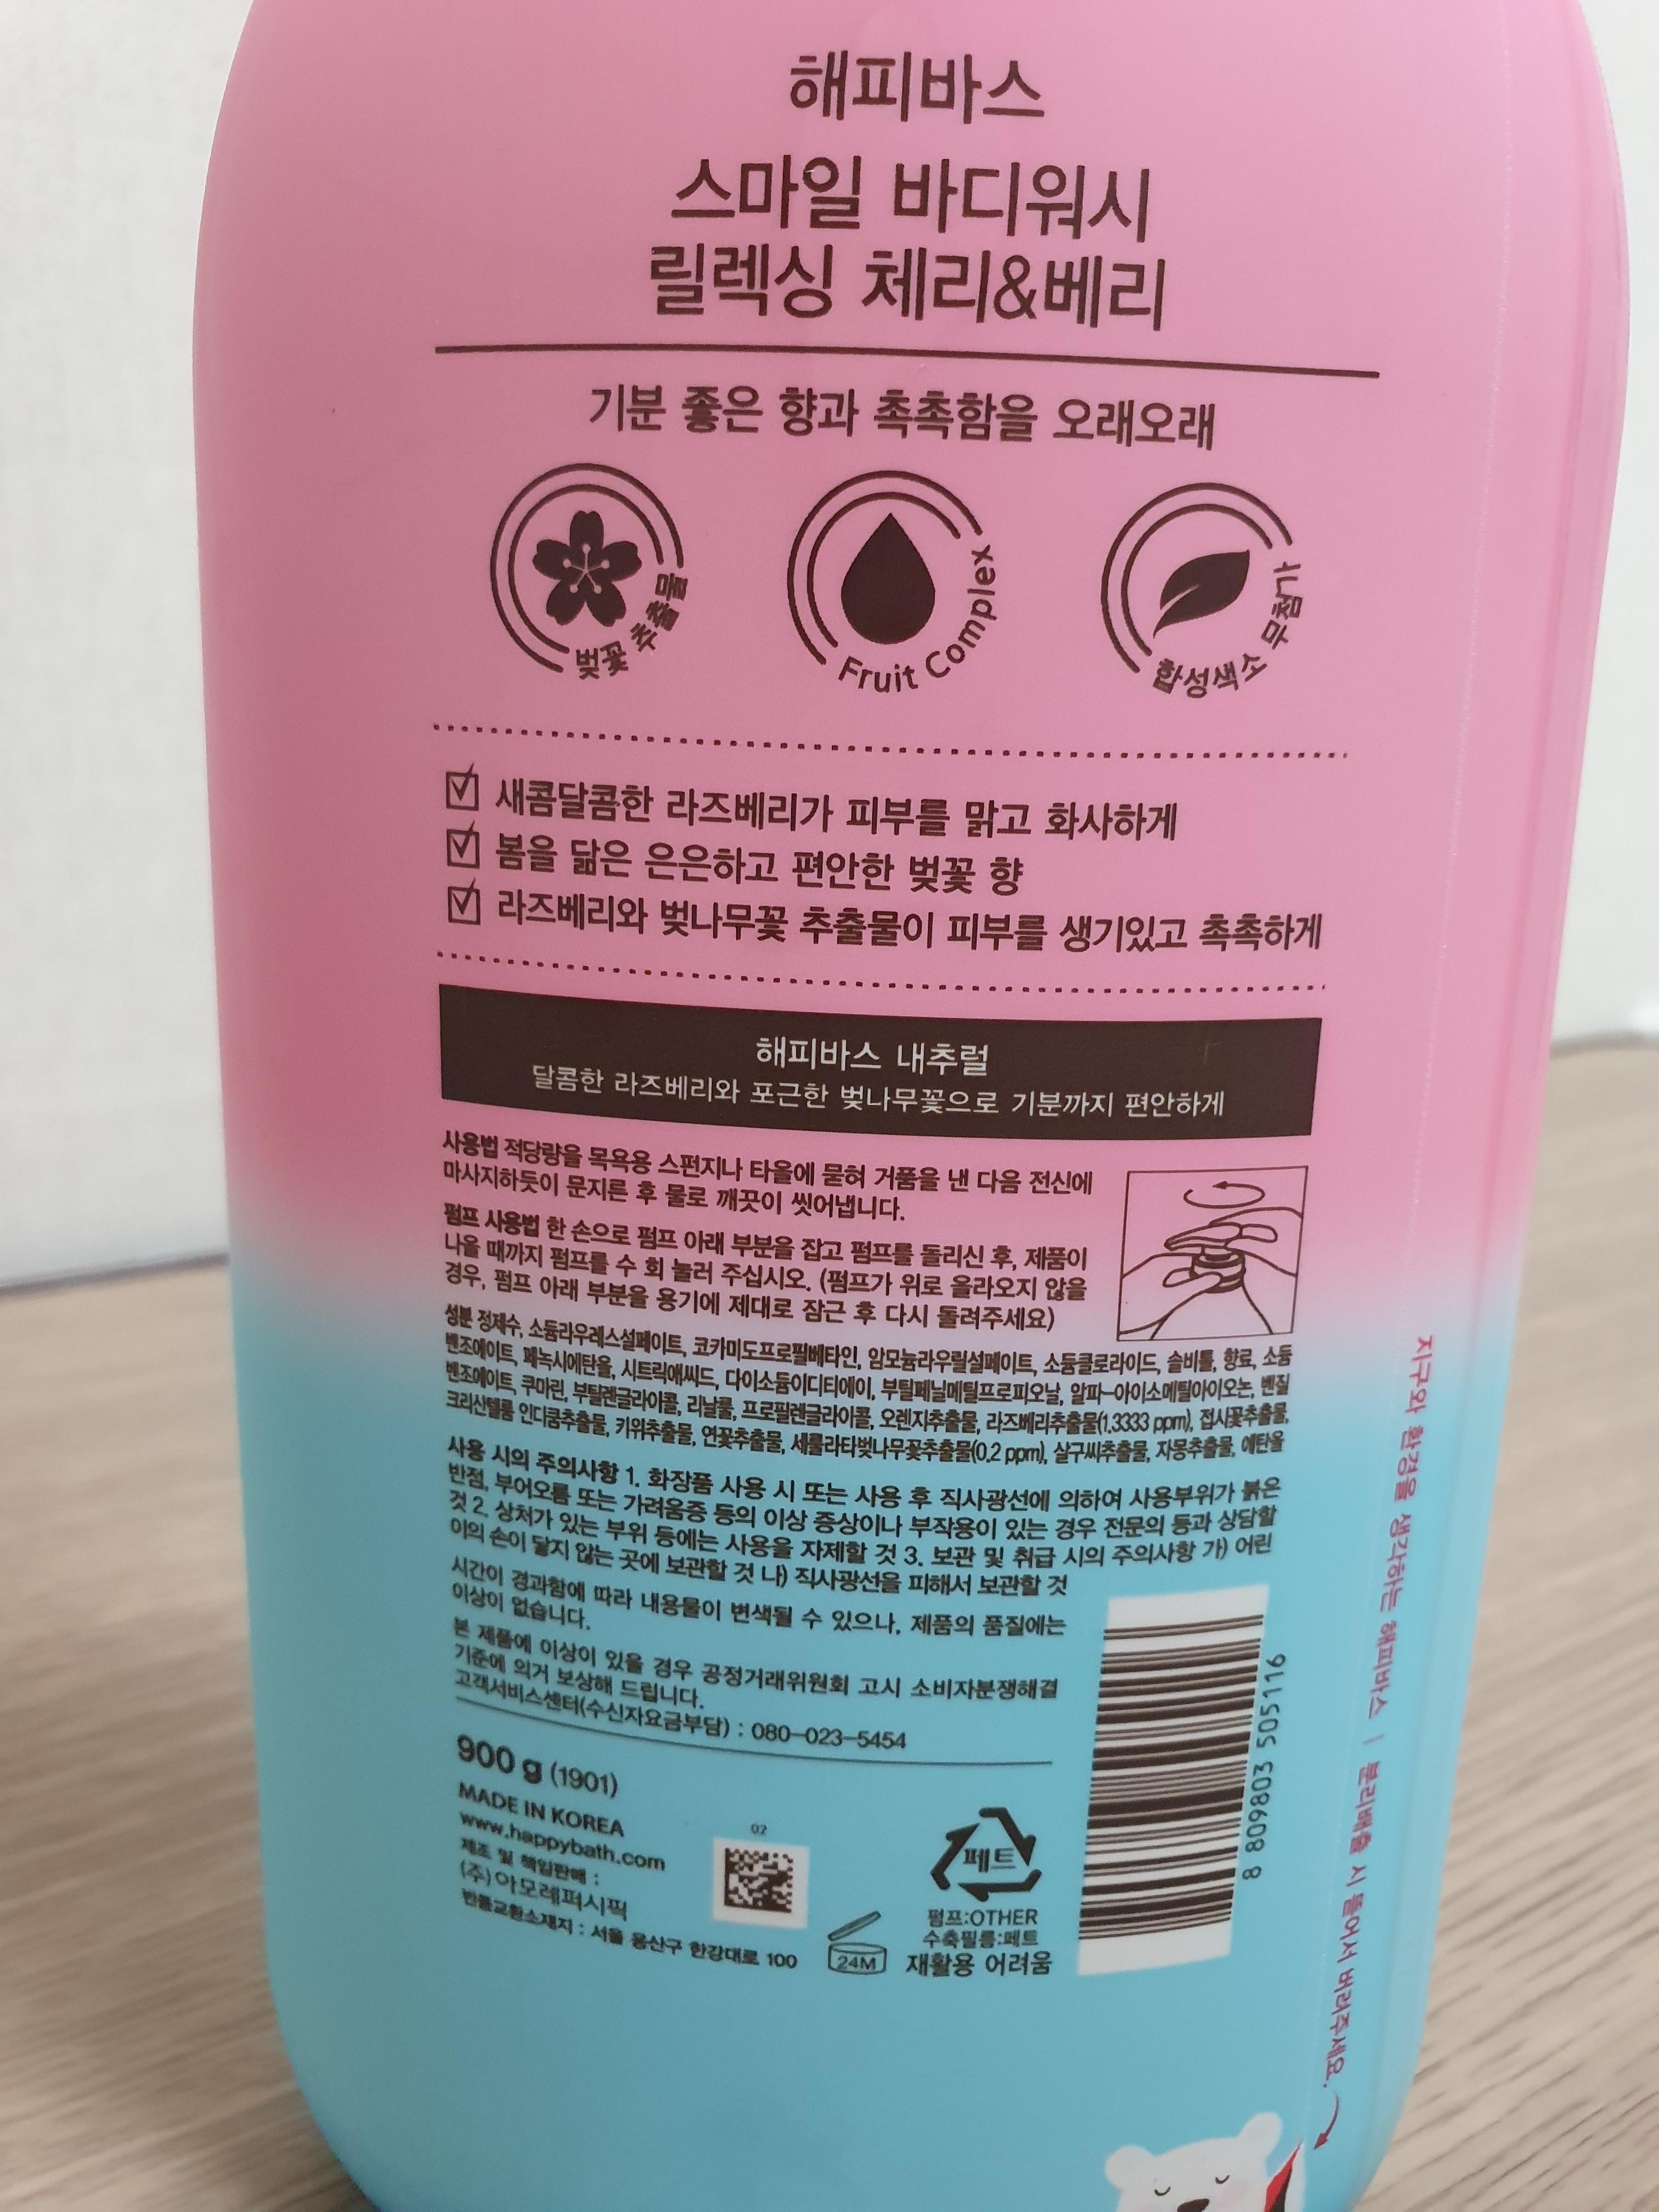 해피바스
스마일 바디워시
릴렉싱 체리&베리
기분 좋은 향과 촉촉함을 오래오래
벚꽃 추출물
Fruit Complex
합성색소 무첨가
새콤달콤한 라즈베리가 피부를 맑고 화사하게
봄을 닮은 은은하고 편안한 벚꽃 향
라즈베리와 벚나무꽃 추출물이 피부를 생기있고 촉촉하게
해피바스 내추럴
달콤한 라즈베리와 포근한 벚나무꽃으로 기분까지 편안하게
사용법 적당량을 목욕용 스펀지나 타올에 묻혀 거품을 낸 다음 전신에
마사지하듯이 문지른 후 물로 깨끗이 씻어냅니다.
펌프 사용법 한 손으로 펌프 아래 부분을 잡고 펌프를 돌리신 후, 제품이
나올 때까지 펌프를 수 회 눌러 주십시오. (펌프가 위로 올라오지 않을
경우, 펌프 아래 부분을 용기에 제대로 잠근 후 다시 돌려주세요)
성분 정제수, 소듐라우레스설페이트, 코카미도프로필베타인, 암모늄라우릴설페이트, 소듐클로라이드, 솔비톨, 향료, 소듐
벤조에이트, 페녹시에탄올, 시트릭애씨드, 다이소듐이디티에이, 부틸페닐메틸프로피오날, 알파-아이소메틸아이오논, 벤질
벤조에이트, 쿠마린, 부틸렌글라이콜, 리날룰, 프로필렌글라이콜, 오렌지추출물, 라즈베리추출물(1.3333 ppm), 접시꽃추출물,
크리산텔룸 인디쿰추출물, 키위추출물, 연꽃추출물, 세룰라타벚나무꽃추출물(0.2 ppm), 살구씨추출물, 자몽추출물, 에탄올
사용 시의 주의사항 1. 화장품 사용 시 또는 사용 후 직사광선에 의하여 사용부위가 붉은
반점, 부어오름 또는 가려움증 등의 이상 증상이나 부작용이 있는 경우 전문의 등과 상담할
것 2. 상처가 있는 부위 등에는 사용을 자제할 것 3. 보관 및 취급 시의 주의사항 가) 어린
이의 손이 닿지 않는 곳에 보관할 것 나) 직사광선을 피해서 보관할 것
시간이 경과함에 따라 내용물이 변색될 수 있으나, 제품의 품질에는
이상이 없습니다.
본 제품에 이상이 있을 경우 공정거래위원회 고시 소비자분쟁해결
기준에 의거 보상해 드립니다.
고객서비스센터(수신자요금부담) : 080-023-5454
900 g (1901)
MADE IN KOREA
www.happybath.com
제조 및 책임판매 :
(주)아모레퍼시픽
반품교환소재지 : 서울 용산구 한강대로 100
02
24M
페트
펌프:OTHER
수축필름:페트
재활용 어려움
8 809803 505116
지구와 환경을 생각하는 해피바스 | 분리배출 시 뜯어서 버려주세요.